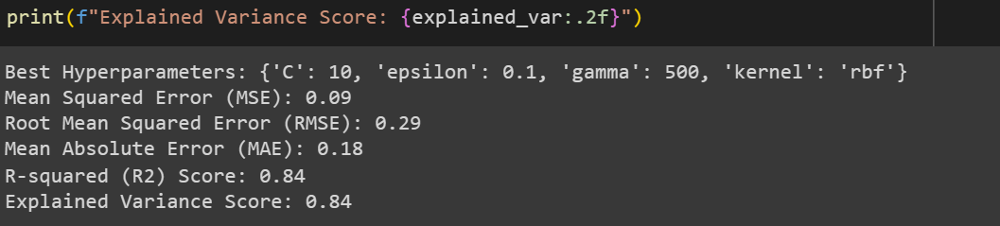 print(f"Explained Variance Score: {explained_var:.2f}")
Best Hyperparameters: {'C': 10, 'epsilon': 0.1, 'gamma': 500, 'kernel': 'rbf'}
Mean Squared Error (MSE): 0.09
Root Mean Squared Error (RMSE): 0.29
Mean Absolute Error (MAE): 0.18
R-squared (R2) Score: 0.84
Explained Variance Score: 0.84